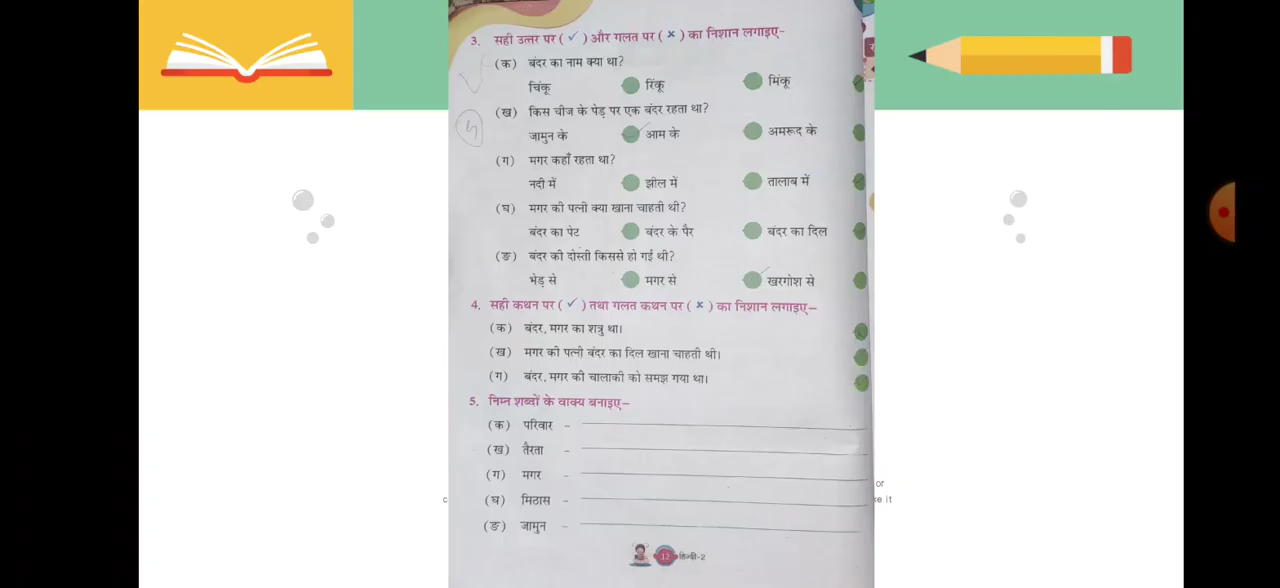 3. सही उत्तर पर ( ✓ ) और गलत पर ( × ) का निशान लगाइए–
(क) बंदर का नाम क्या था?
चिंकू रिंकू मिंकू
(ख) किस चीज के पेड़ पर एक बंदर रहता था?
जामुन के आम के अमरूद के
(ग) मगर कहाँ रहता था?
नदी में झील में तालाब में
(घ) मगर की पत्नी क्या खाना चाहती थी?
बंदर का पेट बंदर के पैर बंदर का दिल
(ङ) बंदर की दोस्ती किससे हो गई थी?
भेड़ से मगर से खरगोश से
4. सही कथन पर ( ✓ ) तथा गलत कथन पर ( × ) का निशान लगाइए–
(क) बंदर, मगर का शत्रु था।
(ख) मगर की पत्नी बंदर का दिल खाना चाहती थी।
(ग) बंदर, मगर की चालाकी को समझ गया था।
5. निम्न शब्दों के वाक्य बनाइए–
(क) परिवार –
(ख) तैरता –
(ग) मगर –
(घ) मिठास –
(ङ) जामुन –
12 हिन्दी-2
or
c ke it